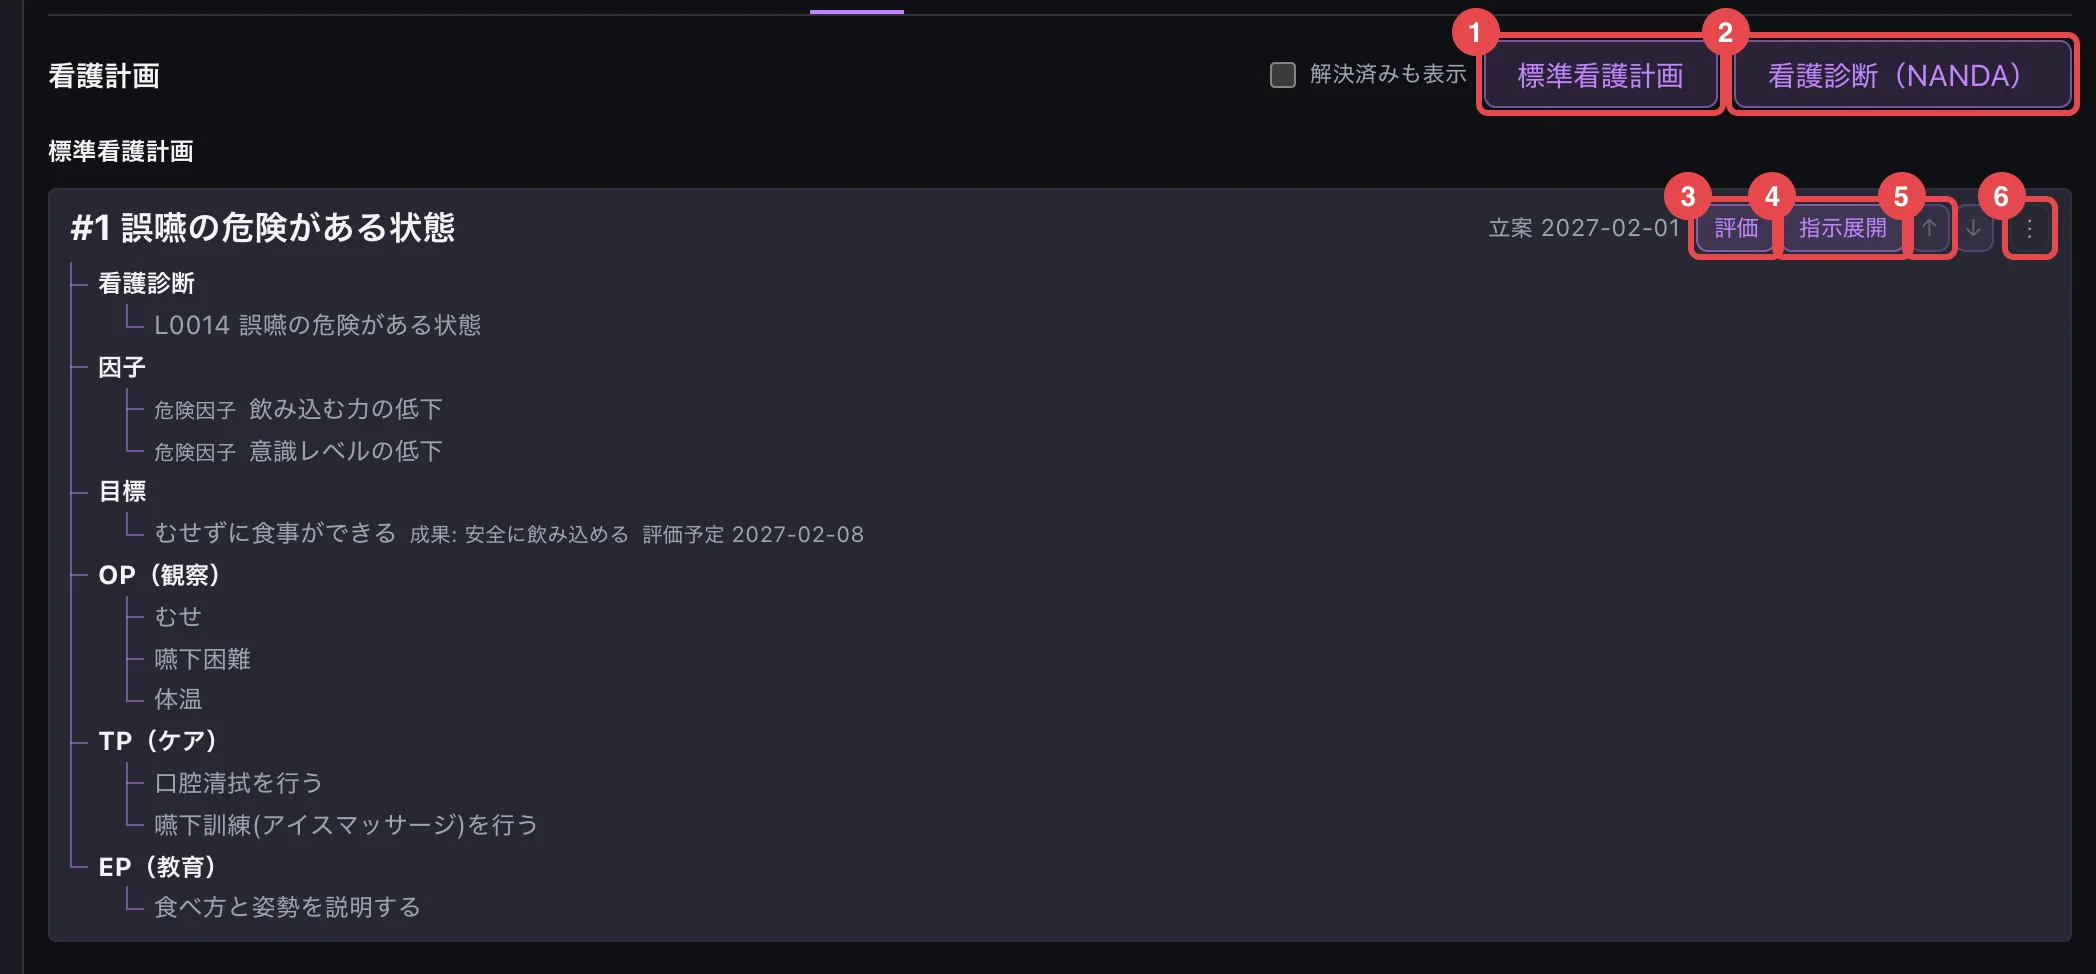 1 2
看護計画 解決済みも表示 標準看護計画 看護診断（NANDA）
標準看護計画
3 4 5 6
#1 誤嚥の危険がある状態 立案 2027-02-01 評価 指示展開 ↑ ↓ ⋮
看護診断
L0014 誤嚥の危険がある状態
因子
危険因子 飲み込む力の低下
危険因子 意識レベルの低下
目標
むせずに食事ができる 成果: 安全に飲み込める 評価予定 2027-02-08
OP（観察）
むせ
嚥下困難
体温
TP（ケア）
口腔清拭を行う
嚥下訓練(アイスマッサージ)を行う
EP（教育）
食べ方と姿勢を説明する